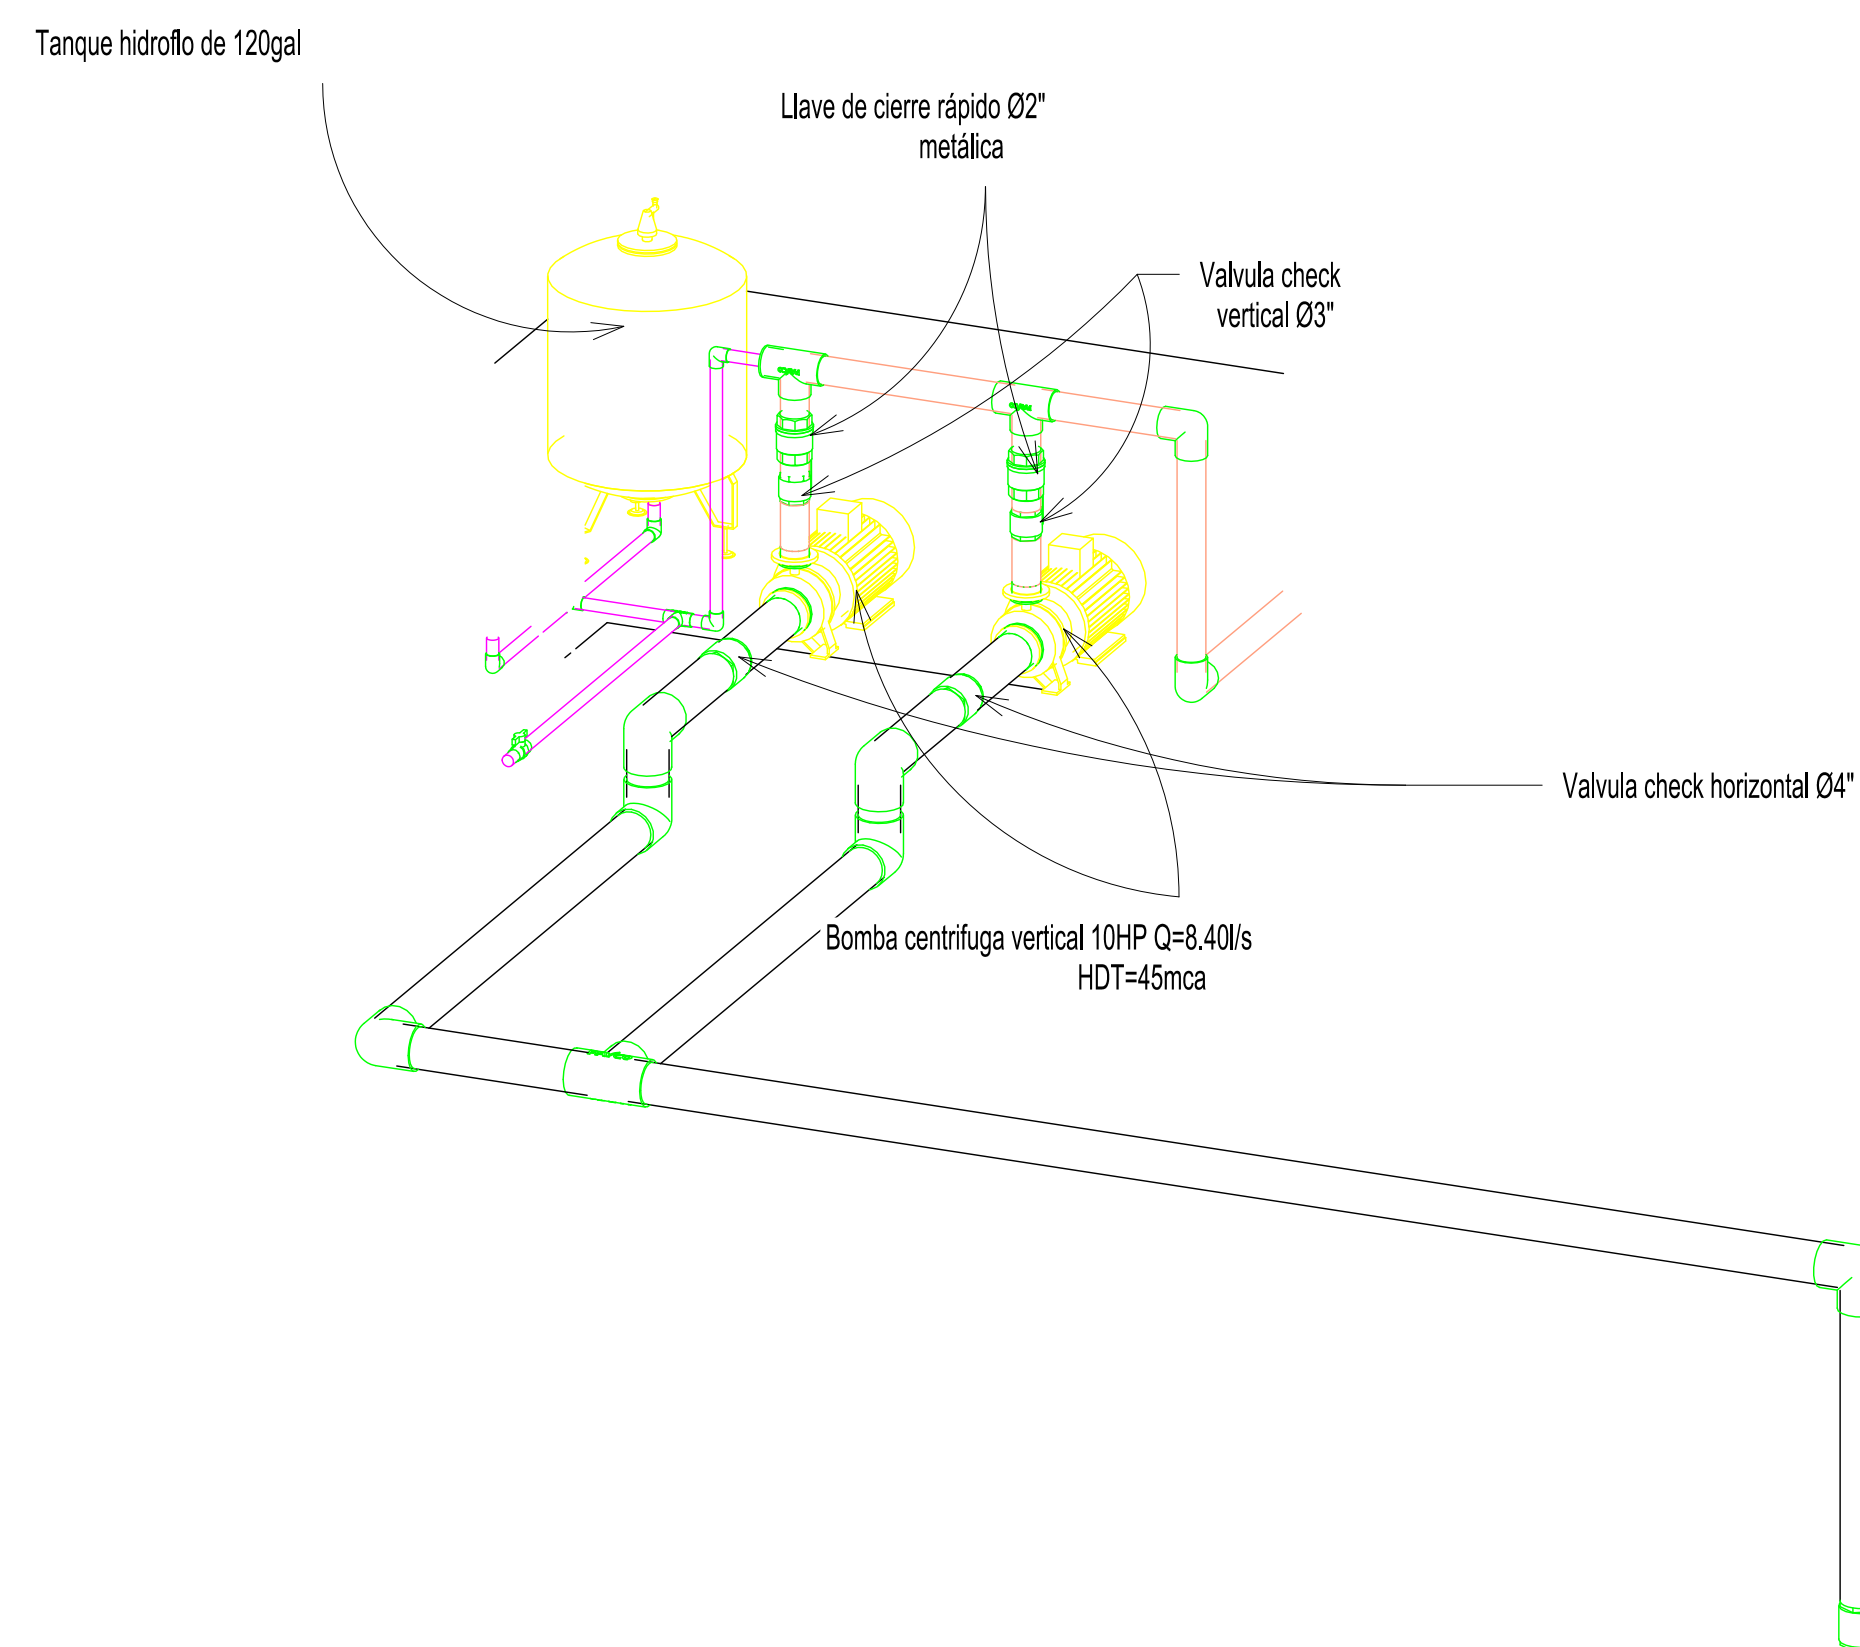 Tanque hidroflo de 120gal
Llave de cierre rápido Ø2"
metálica
Valvula check
vertical Ø3"
Valvula check horizontal Ø4"
Bomba centrifuga vertical 10HP Q=8.40l/s
HDT=45mca